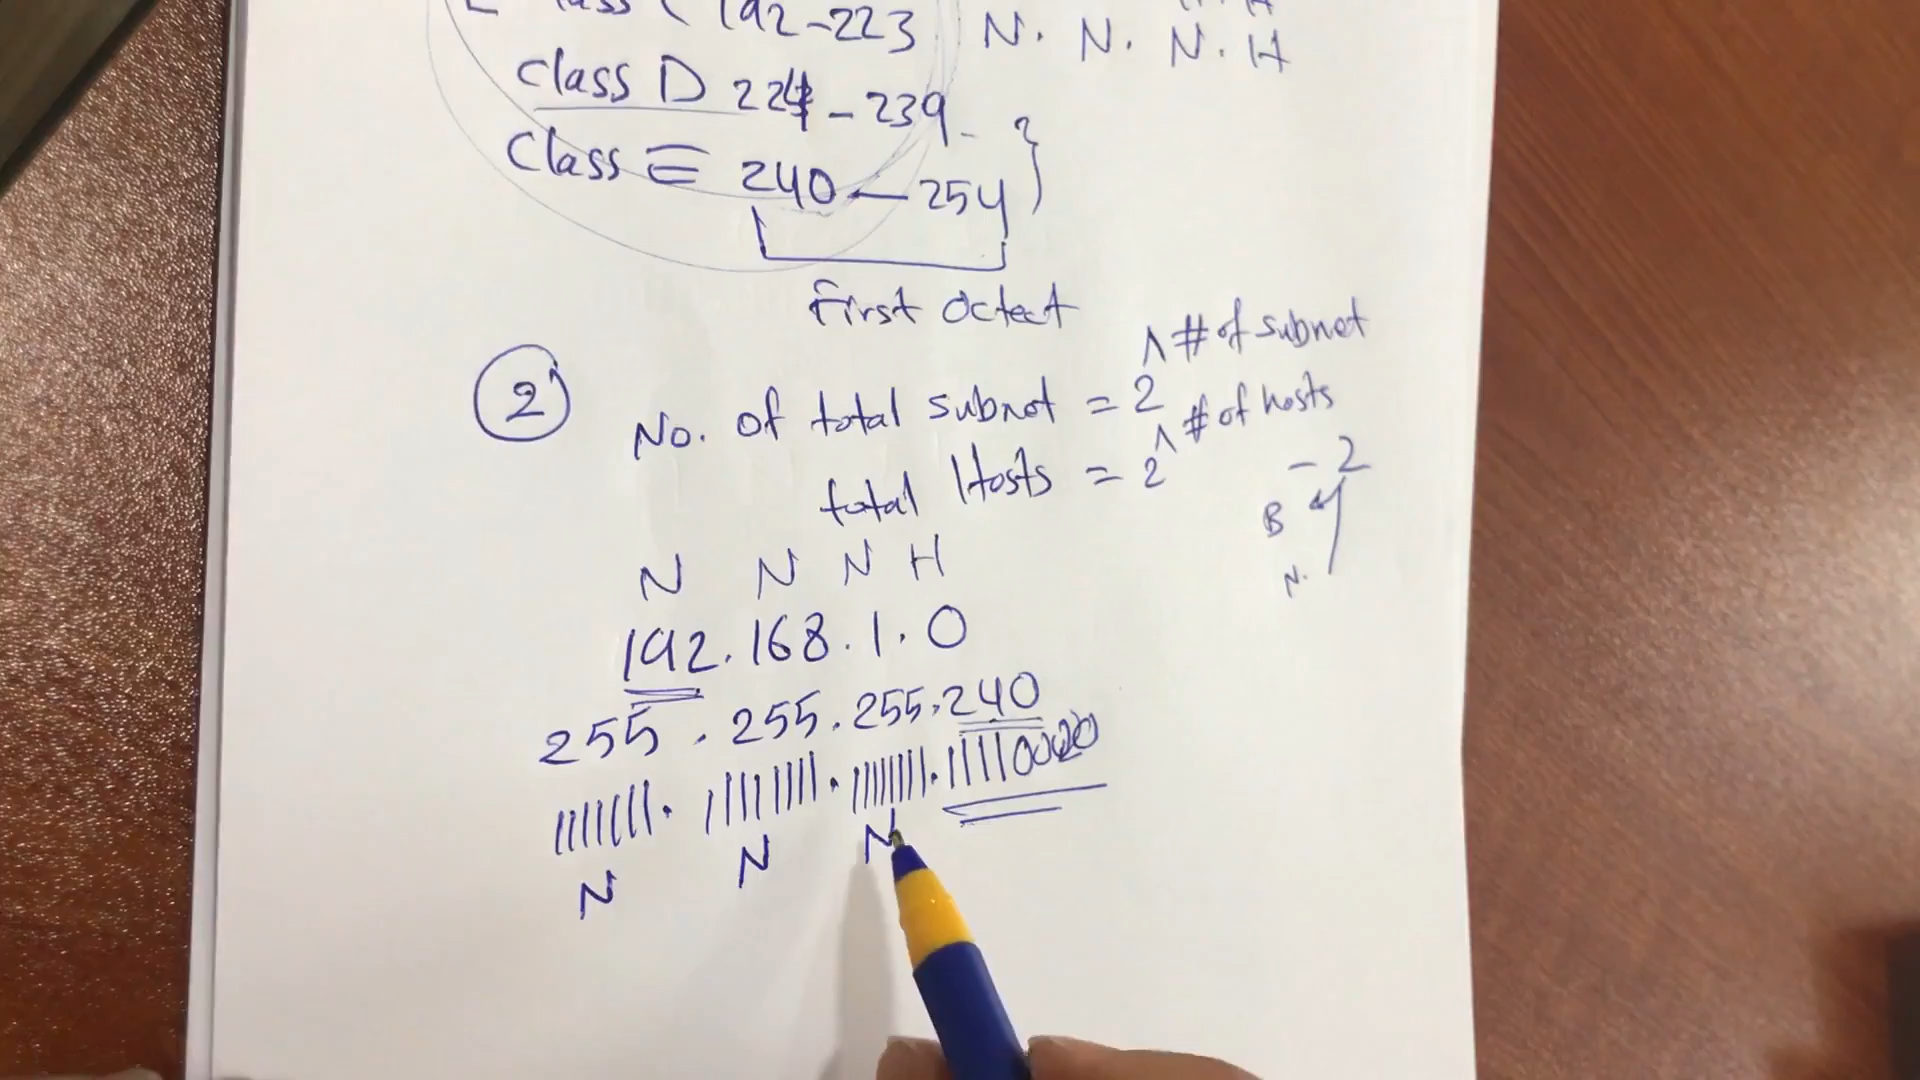 class C 192-223 N. N. N. H
class D 224 - 239
class E 240 - 254 }
First Octect
2 No. of total subnet = 2 ^ # of subnet
total Hosts = 2 ^ # of hosts - 2
B
N.
N N N H
192.168.1.0
255.255.255.240
11111111.11111111.11111111.11110000
N N N